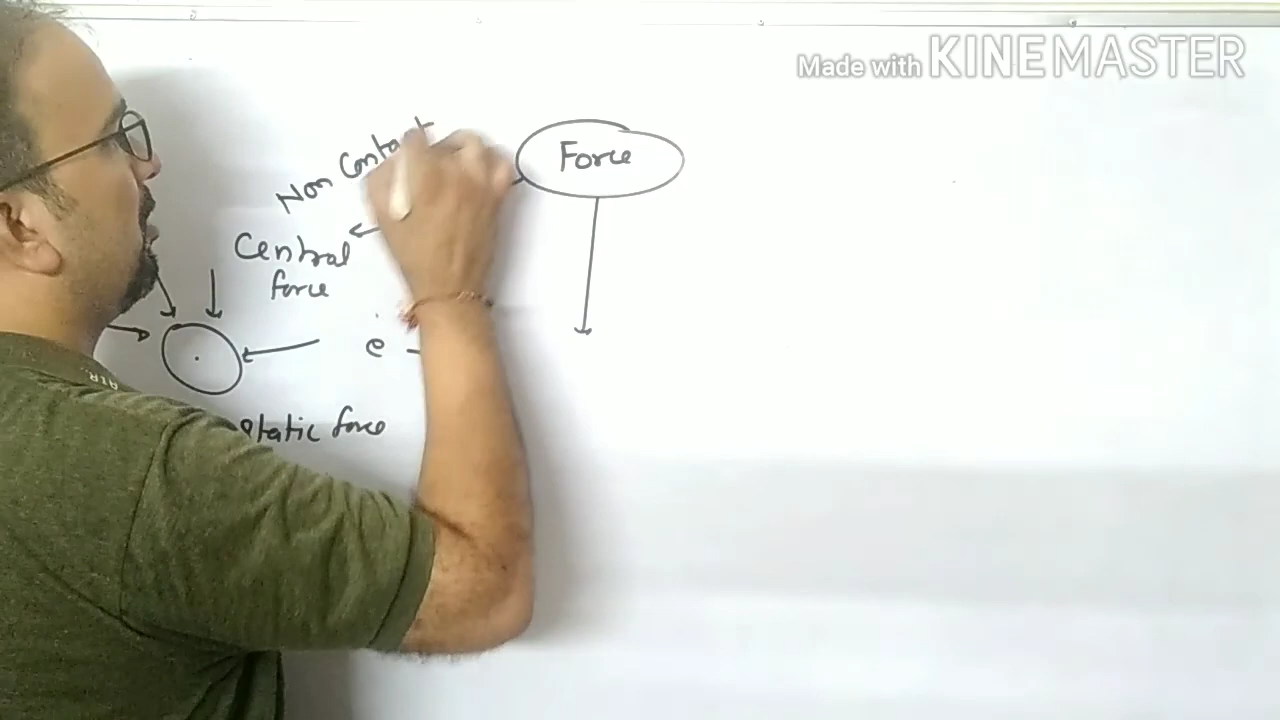 Made with KINEMASTER
Force
Non Contact
Central
force
e
static force